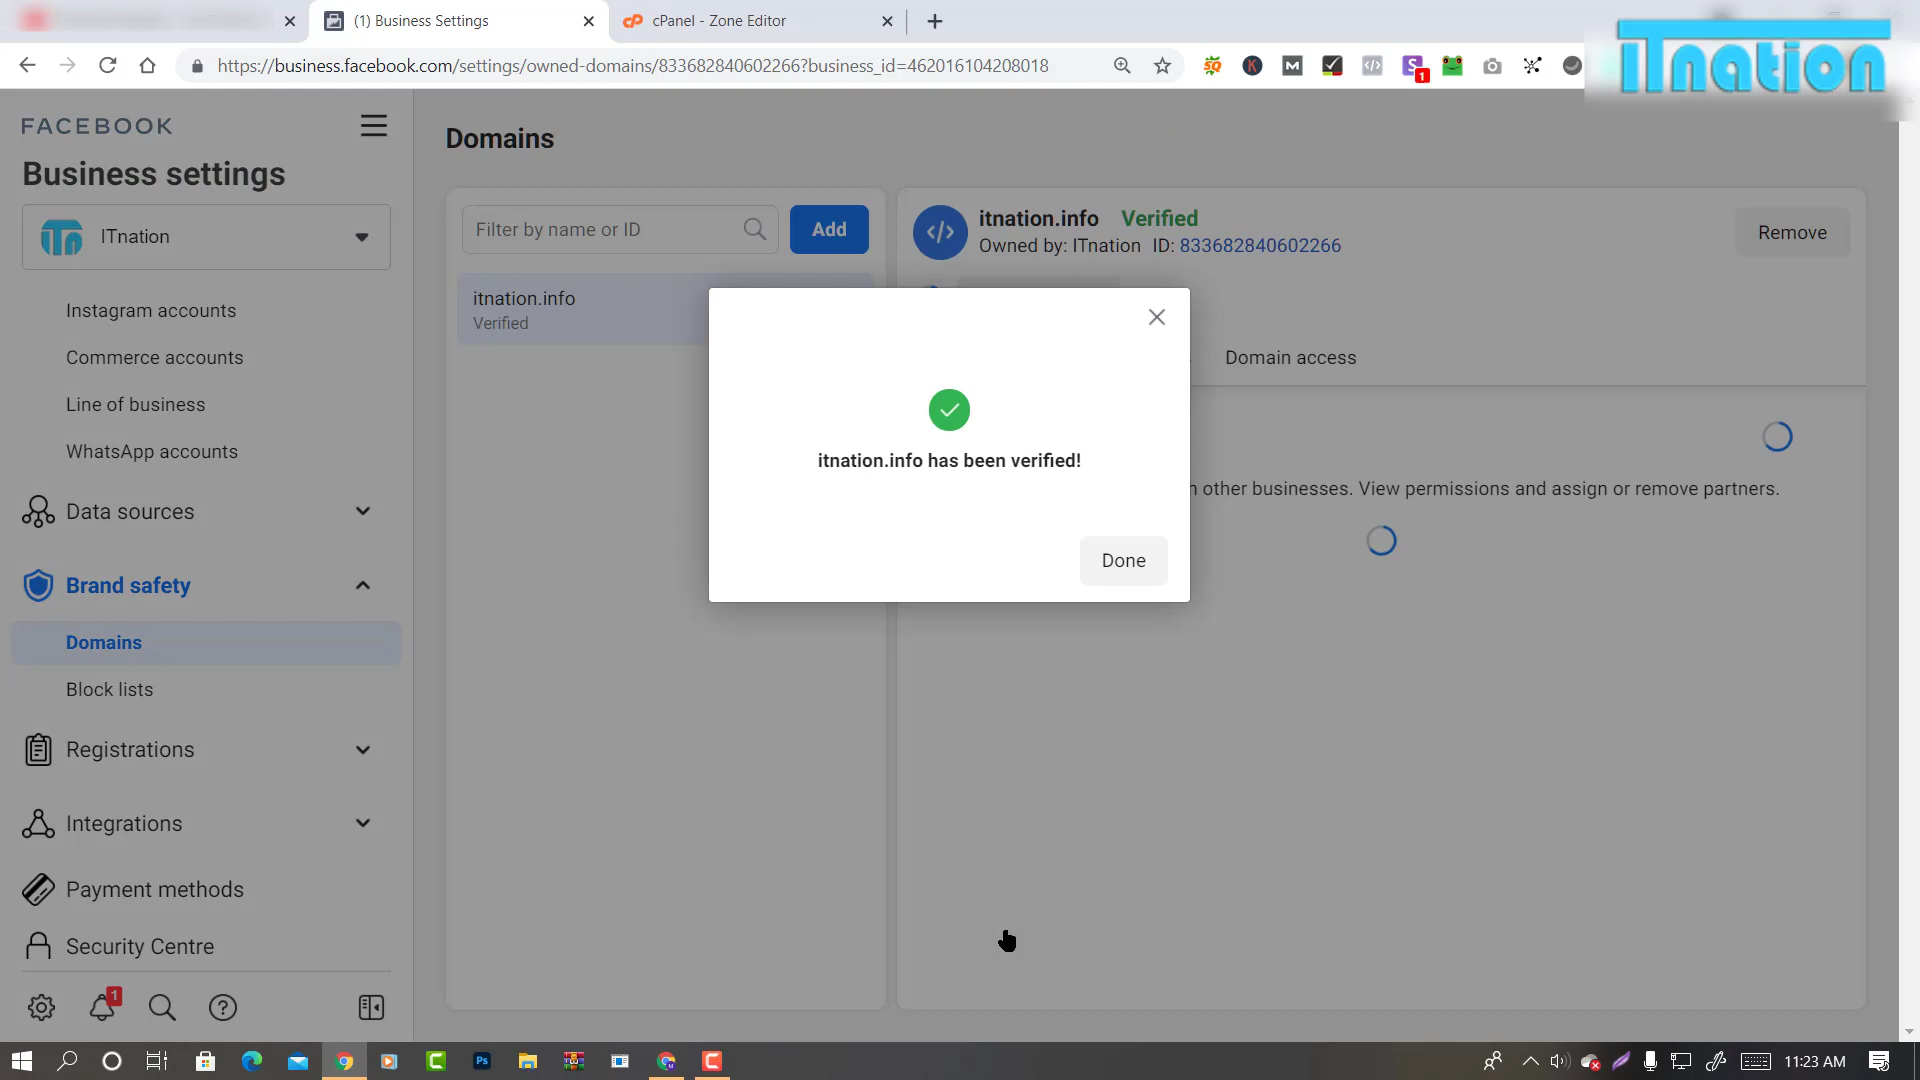 (1) Business Settings
cPanel - Zone Editor
https://business.facebook.com/settings/owned-domains/833682840602266?business_id=462016104208018
iTnation
FACEBOOK
Business settings
ITnation
Instagram accounts
Commerce accounts
Line of business
WhatsApp accounts
Data sources
Brand safety
Domains
Block lists
Registrations
Integrations
Payment methods
Security Centre
1
Domains
Filter by name or ID
Add
itnation.info
Verified
itnation.info Verified
Owned by: ITnation ID: 833682840602266
Remove
Domain access
other businesses. View permissions and assign or remove partners.
itnation.info has been verified!
Done
11:23 AM